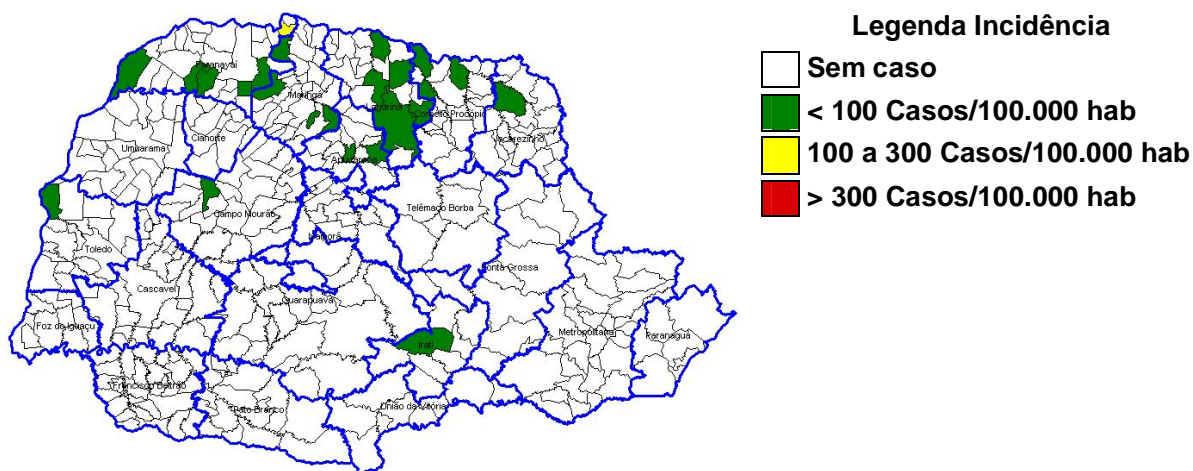 Legenda Incidência
Sem caso
< 100 Casos/100.000 hab
100 a 300 Casos/100.000 hab
> 300 Casos/100.000 hab
Paranavaí
Maringá
Londrina
Cornélio Procópio
Jacarezinho
Cianorte
Umuarama
Apucarana
Campo Mourão
Telêmaco Borba
Ivaiporã
Toledo
Ponta Grossa
Cascavel
Guarapuava
Foz do Iguaçu
Metropolitana
Paranaguá
Irati
Francisco Beltrão
Pato Branco
União da Vitória